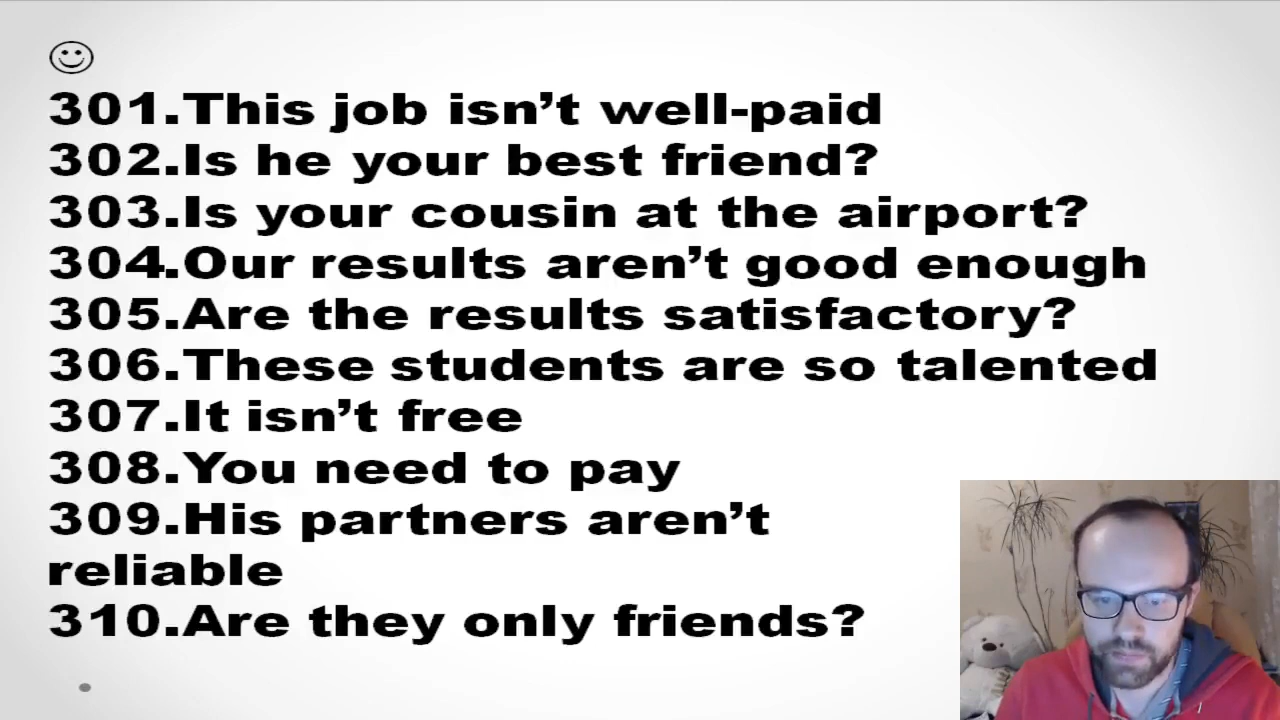 301.This job isn’t well-paid
302.Is he your best friend?
303.Is your cousin at the airport?
304.Our results aren’t good enough
305.Are the results satisfactory?
306.These students are so talented
307.It isn’t free
308.You need to pay
309.His partners aren’t
reliable
310.Are they only friends?